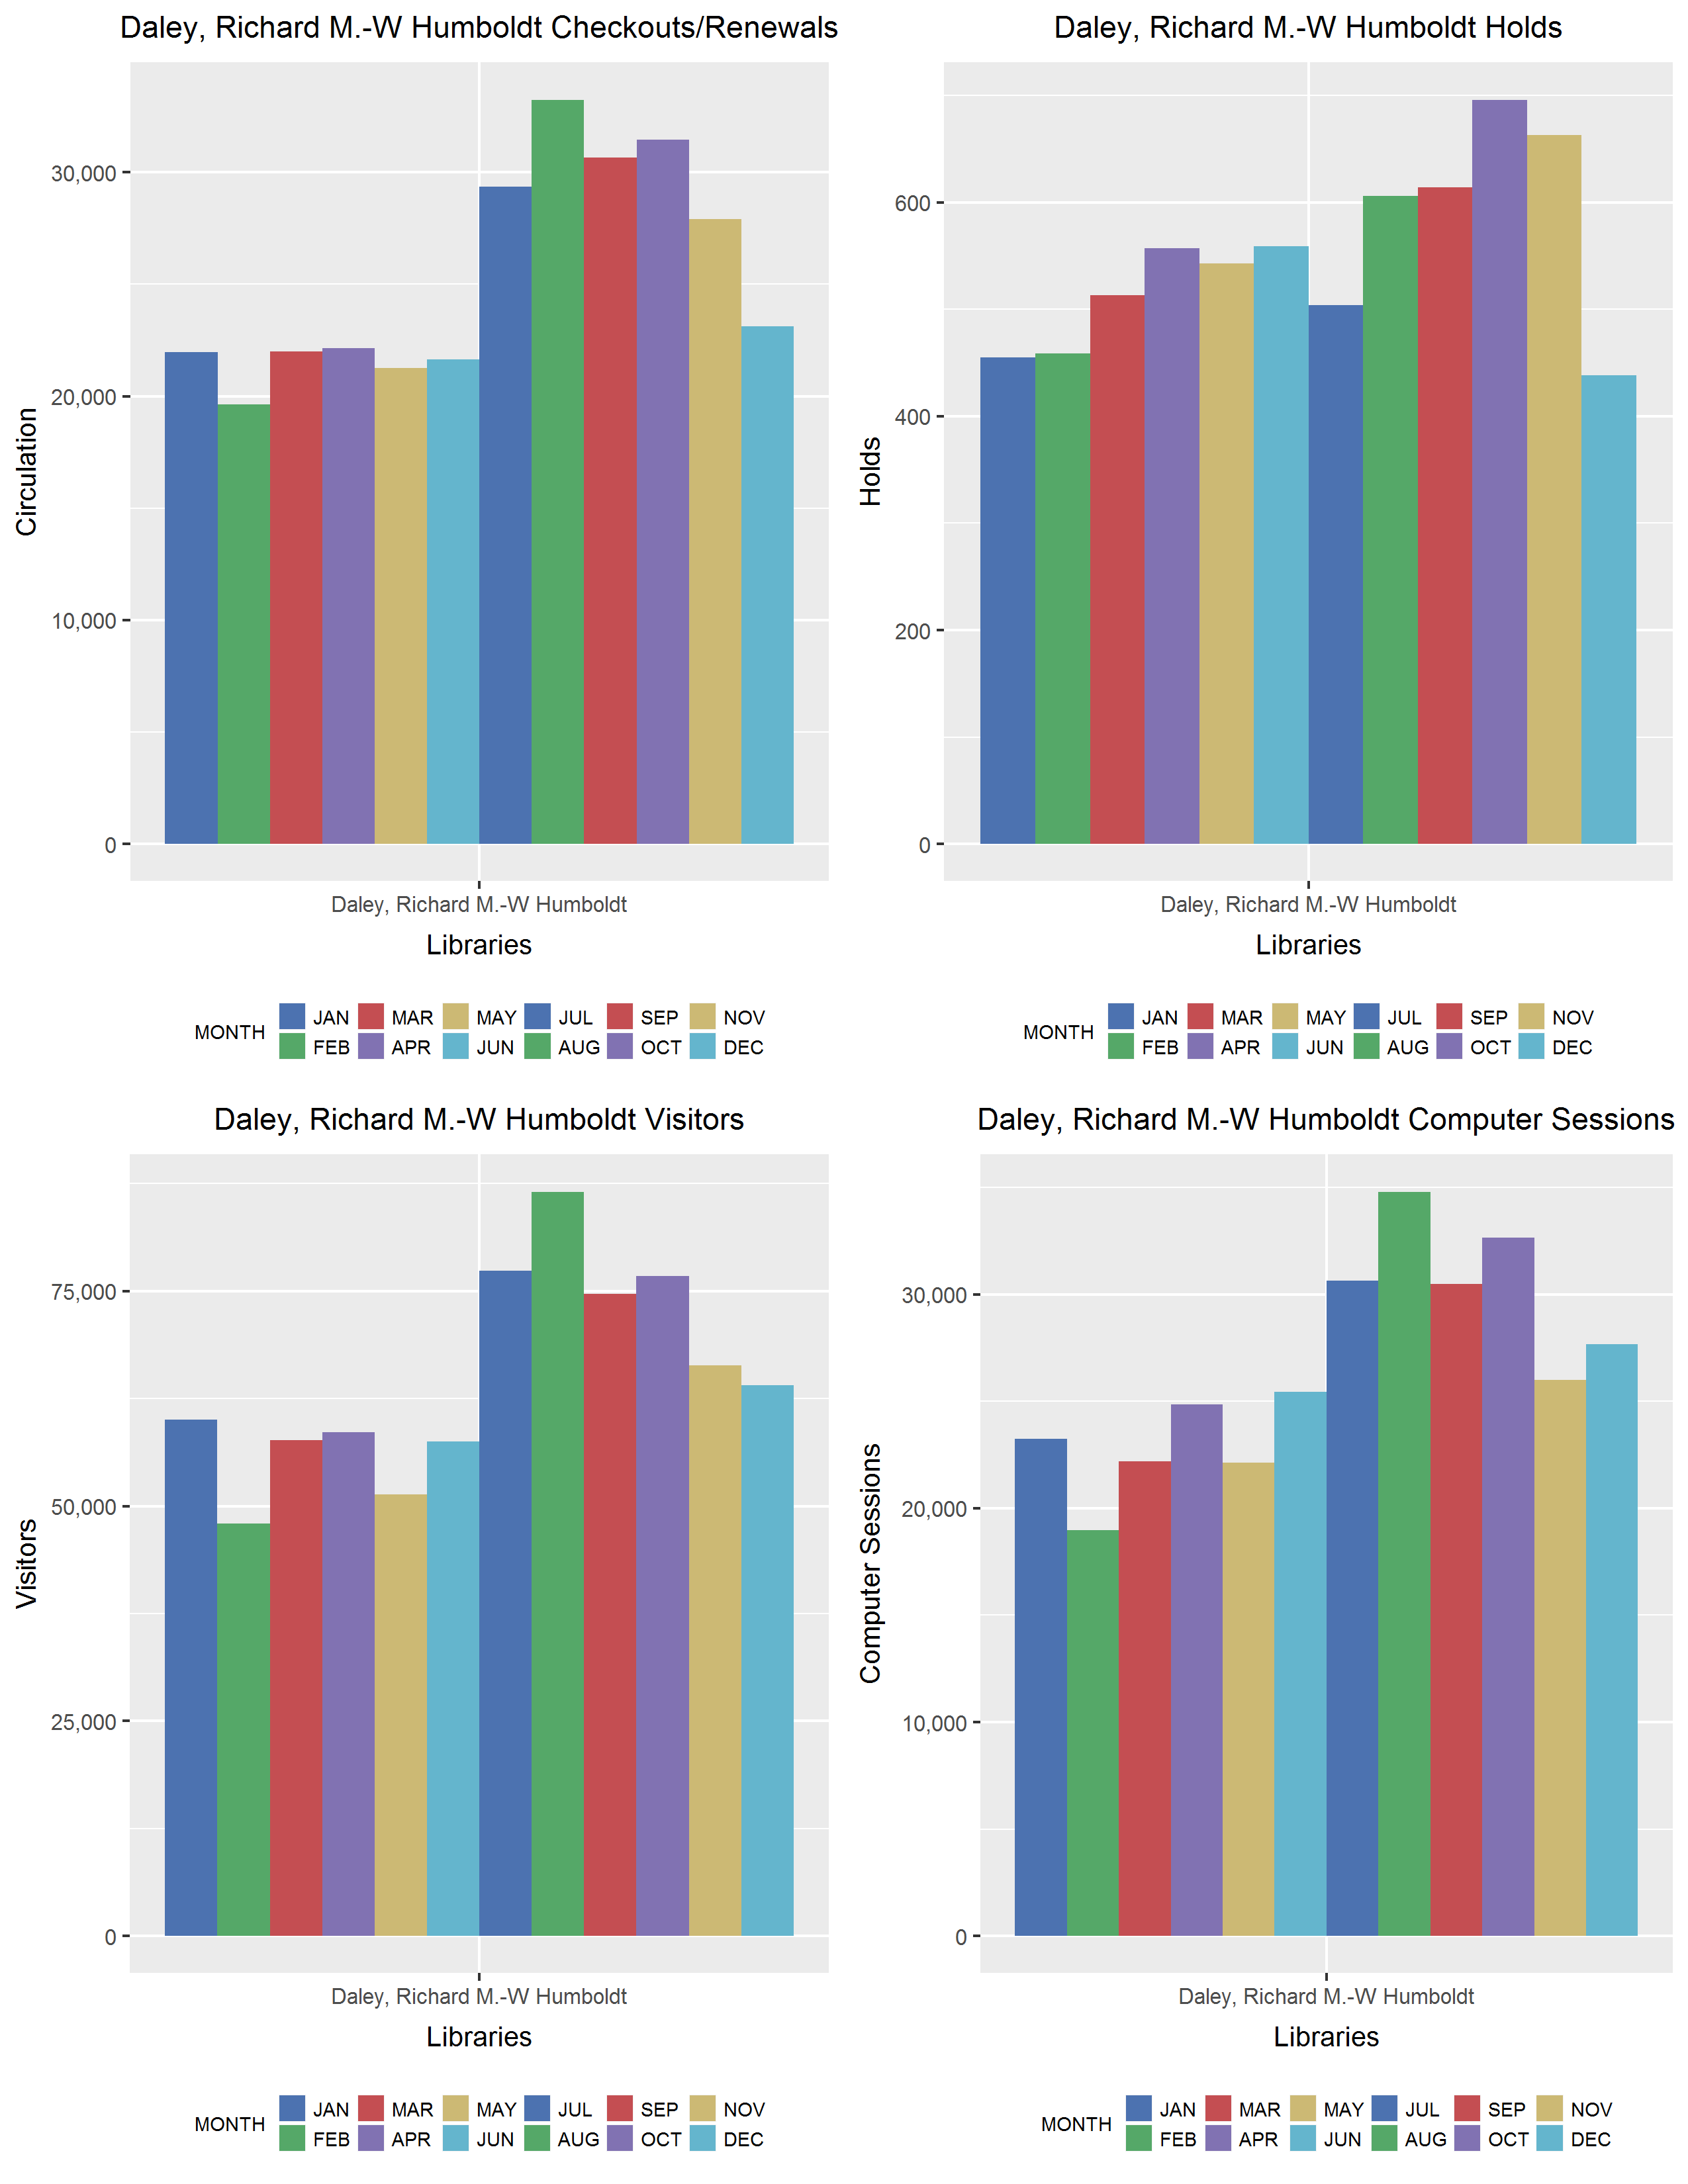 Daley, Richard M.-W Humboldt Checkouts/Renewals
Circulation
30,000
20,000
10,000
0
Daley, Richard M.-W Humboldt
Libraries
MONTH
JAN MAR MAY JUL SEP NOV
FEB APR JUN AUG OCT DEC
Daley, Richard M.-W Humboldt Holds
Holds
600
400
200
0
Daley, Richard M.-W Humboldt
Libraries
MONTH
JAN MAR MAY JUL SEP NOV
FEB APR JUN AUG OCT DEC
Daley, Richard M.-W Humboldt Visitors
Visitors
75,000
50,000
25,000
0
Daley, Richard M.-W Humboldt
Libraries
MONTH
JAN MAR MAY JUL SEP NOV
FEB APR JUN AUG OCT DEC
Daley, Richard M.-W Humboldt Computer Sessions
Computer Sessions
30,000
20,000
10,000
0
Daley, Richard M.-W Humboldt
Libraries
MONTH
JAN MAR MAY JUL SEP NOV
FEB APR JUN AUG OCT DEC